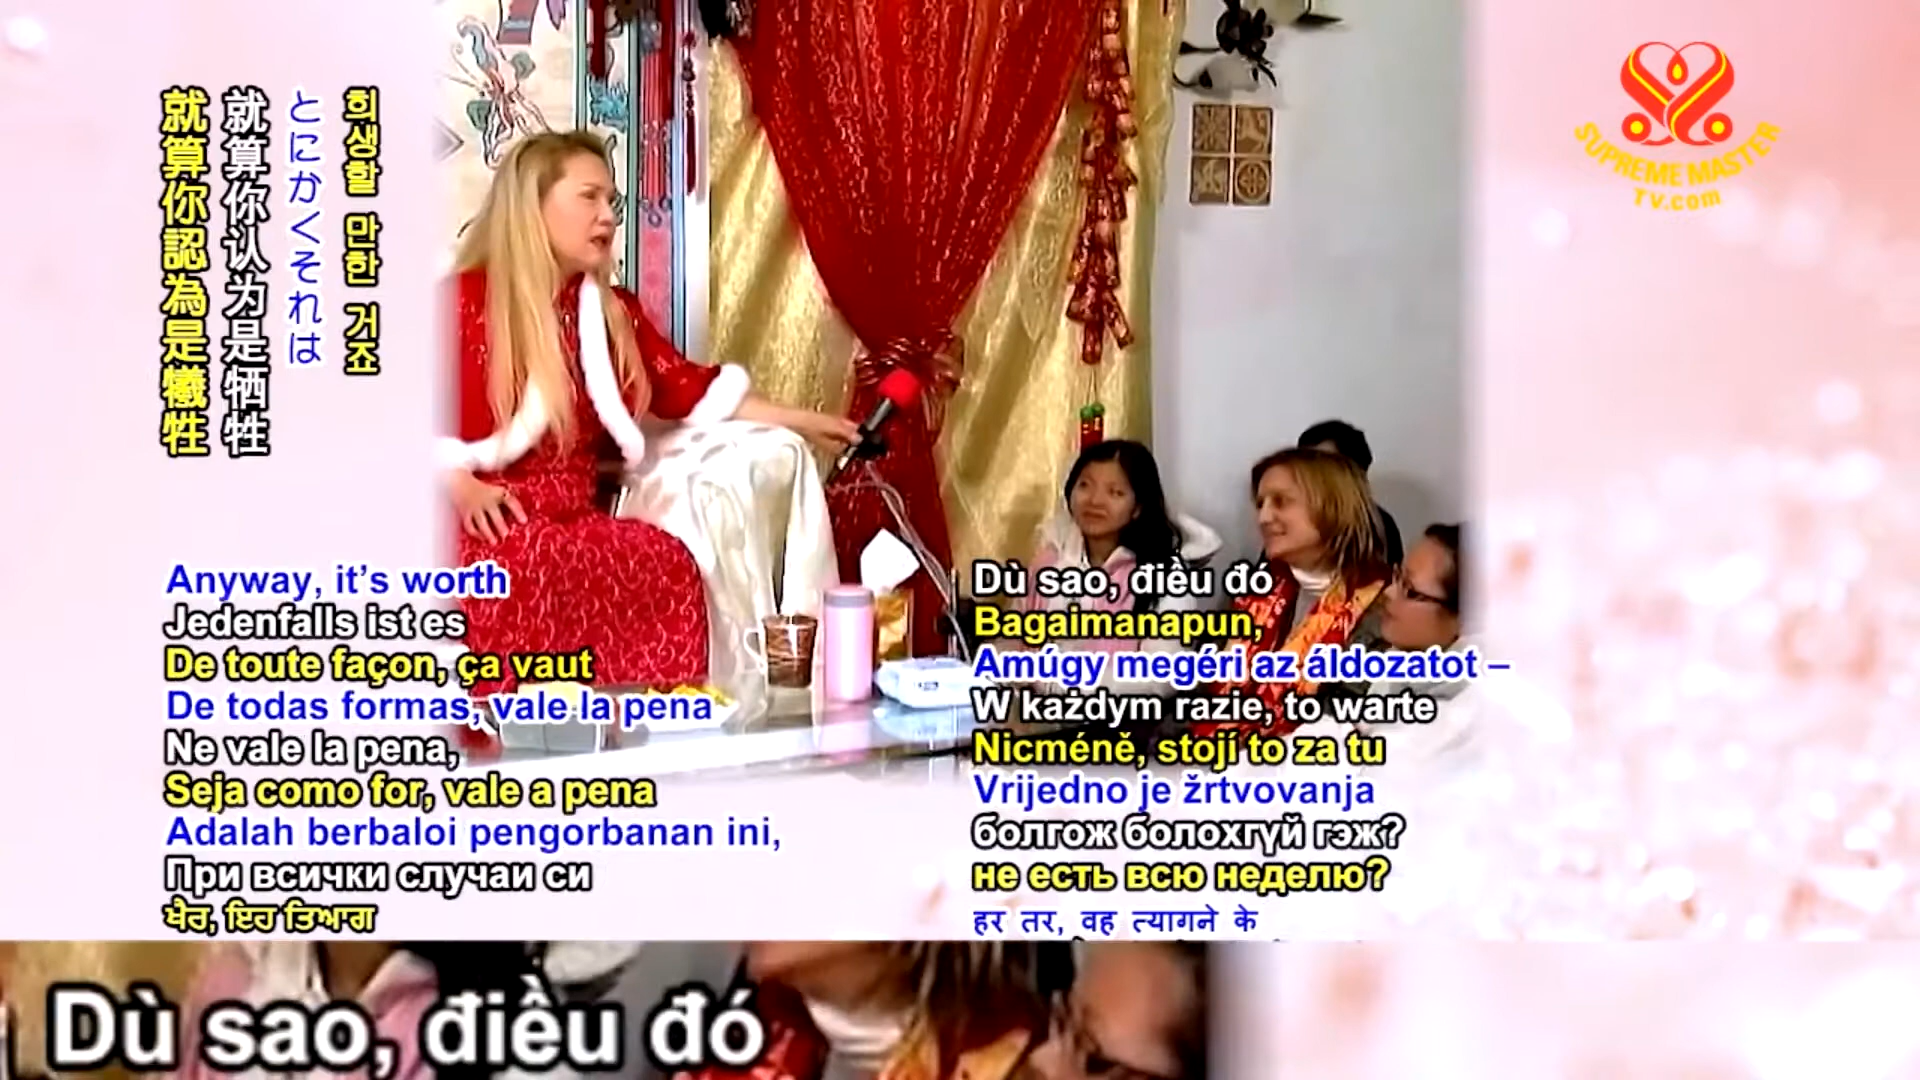 就算你認為是犧牲
就算你认为是牺牲
とにかくそれは
희생할 만한 거죠
SUPREME MASTER
TV.com
Anyway, it's worth
Jedenfalls ist es
De toute façon, ça vaut
De todas formas, vale la pena
Ne vale la pena,
Seja como for, vale a pena
Adalah berbaloi pengorbanan ini,
При всички случаи си
ਖੈਰ, ਇਹ ਤਿਆਗ
Dù sao, điều đó
Bagaimanapun,
Amúgy megéri az áldozatot –
W każdym razie, to warte
Nicméně, stojí to za tu
Vrijedno je žrtvovanja
болгож болохгүй гэж?
не есть всю неделю?
हर तर, वह त्यागने के
Dù sao, điều đó